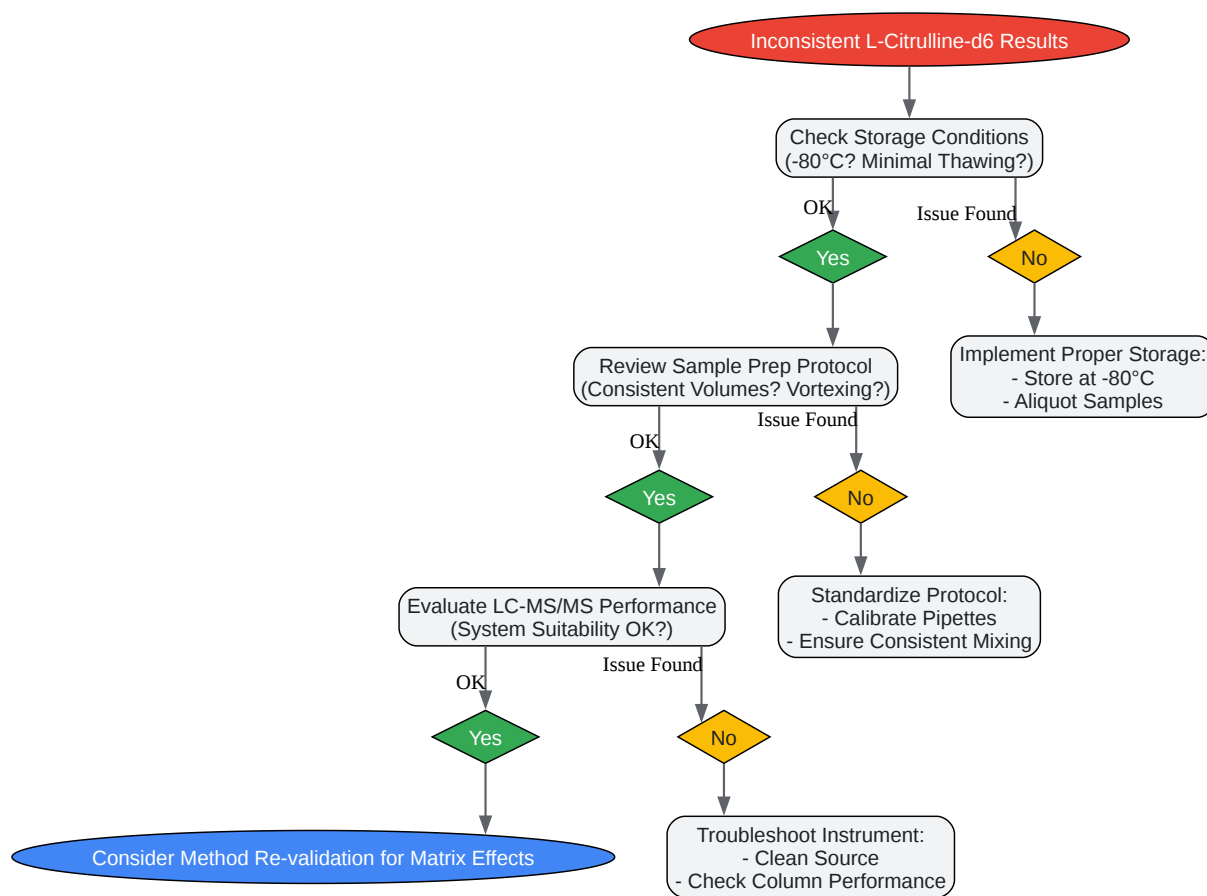 Inconsistent L-Citrulline-d6 Results
Check Storage Conditions
(-80°C? Minimal Thawing?)
OK
Issue Found
Yes
No
Review Sample Prep Protocol
(Consistent Volumes? Vortexing?)
Implement Proper Storage:
- Store at -80°C
- Aliquot Samples
OK
Issue Found
Yes
No
Evaluate LC-MS/MS Performance
(System Suitability OK?)
Standardize Protocol:
- Calibrate Pipettes
- Ensure Consistent Mixing
OK
Issue Found
Yes
No
Consider Method Re-validation for Matrix Effects
Troubleshoot Instrument:
- Clean Source
- Check Column Performance